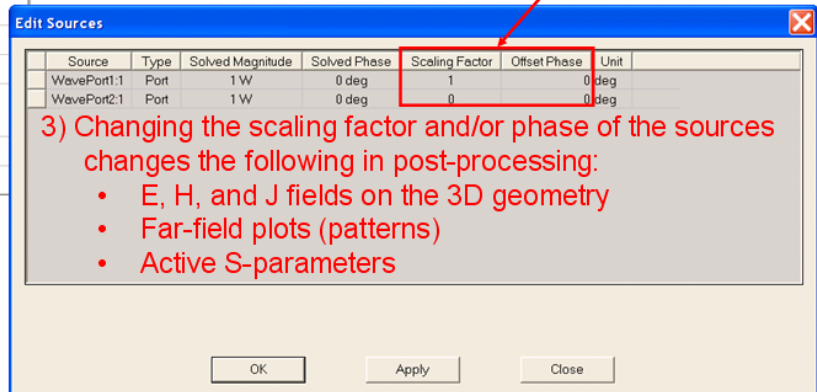 Edit Sources
Source Type Solved Magnitude Solved Phase Scaling Factor Offset Phase Unit
WavePort1:1 Port 1 W 0 deg 1 0 deg
WavePort2:1 Port 1 W 0 deg 0 0 deg
3) Changing the scaling factor and/or phase of the sources
changes the following in post-processing:
• E, H, and J fields on the 3D geometry
• Far-field plots (patterns)
• Active S-parameters
OK Apply Close